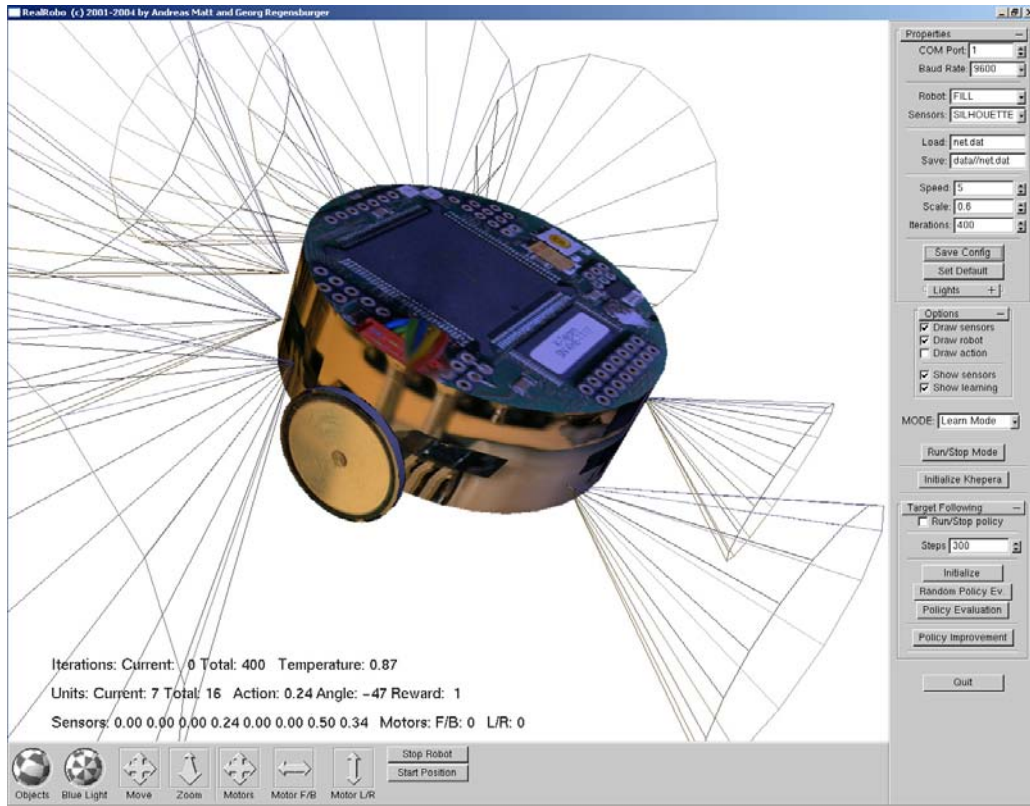 RealRobo (c) 2001-2004 by Andreas Matt and Georg Regensburger
Properties
COM Port: 1
Baud Rate: 9600
Robot: FILL
Sensors: SILHOUETTE
Load: net.dat
Save: data//net.dat
Speed: 5
Scale: 0.6
Iterations: 400
Save Config
Set Default
Lights +
Options
Draw sensors
Draw robot
Draw action
Show sensors
Show learning
MODE: Learn Mode
Run/Stop Mode
Initialize Khepera
Target Following
Run/Stop policy
Steps 300
Initialize
Random Policy Ev.
Policy Evaluation
Policy Improvement
Quit
Iterations: Current: 0 Total: 400 Temperature: 0.87
Units: Current: 7 Total: 16 Action: 0.24 Angle: -47 Reward: 1
Sensors: 0.00 0.00 0.00 0.24 0.00 0.00 0.50 0.34 Motors: F/B: 0 L/R: 0
Stop Robot
Start Position
Objects Blue Light Move Zoom Motors Motor F/B Motor L/R